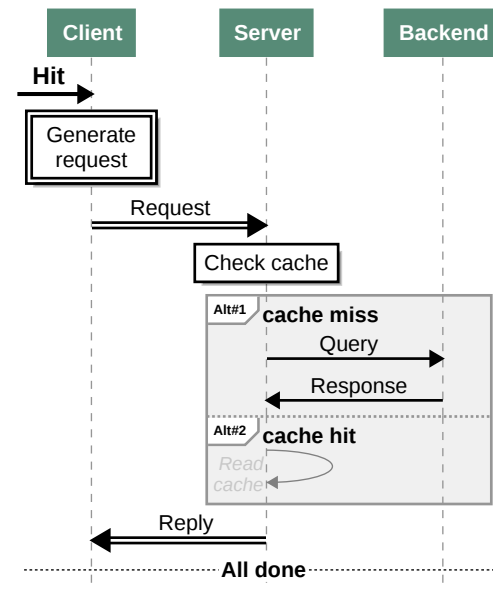 Client Server Backend
Hit
Generate
request
Request
Check cache
Alt#1 cache miss
Query
Response
Alt#2 cache hit
Read
cache
Reply
All done